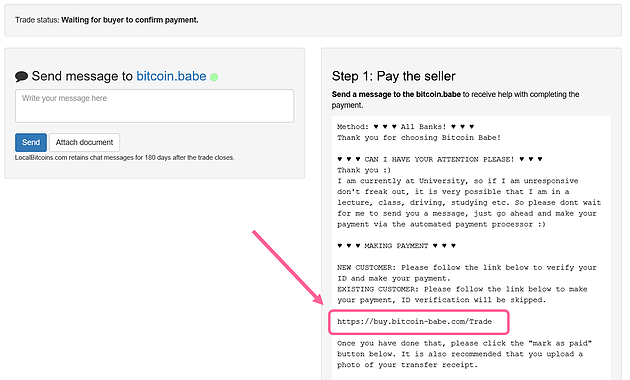 Trade status: Waiting for buyer to confirm payment.
Send message to bitcoin.babe
Write your message here
Send
Attach document
LocalBitcoins.com retains chat messages for 180 days after the trade closes.
Step 1: Pay the seller
Send a message to the bitcoin.babe to receive help with completing the
payment.
Method: ♥ ♥ ♥ All Banks! ♥ ♥ ♥
Thank you for choosing Bitcoin Babe!
♥ ♥ ♥ CAN I HAVE YOUR ATTENTION PLEASE! ♥ ♥ ♥
Thank you :)
I am currently at University, so if I am unresponsive
don't freak out, it is very possible that I am in a
lecture, class, driving, studying etc. So please dont wait
for me to send you a message, just go ahead and make your
payment via the automated payment processor :)
♥ ♥ ♥ MAKING PAYMENT ♥ ♥ ♥
NEW CUSTOMER: Please follow the link below to verify your
ID and make your payment.
EXISTING CUSTOMER: Please follow the link below to make
your payment, ID verification will be skipped.
https://buy.bitcoin-babe.com/Trade
Once you have done that, please click the "mark as paid"
button below. It is also recommended that you upload a
photo of your transfer receipt.